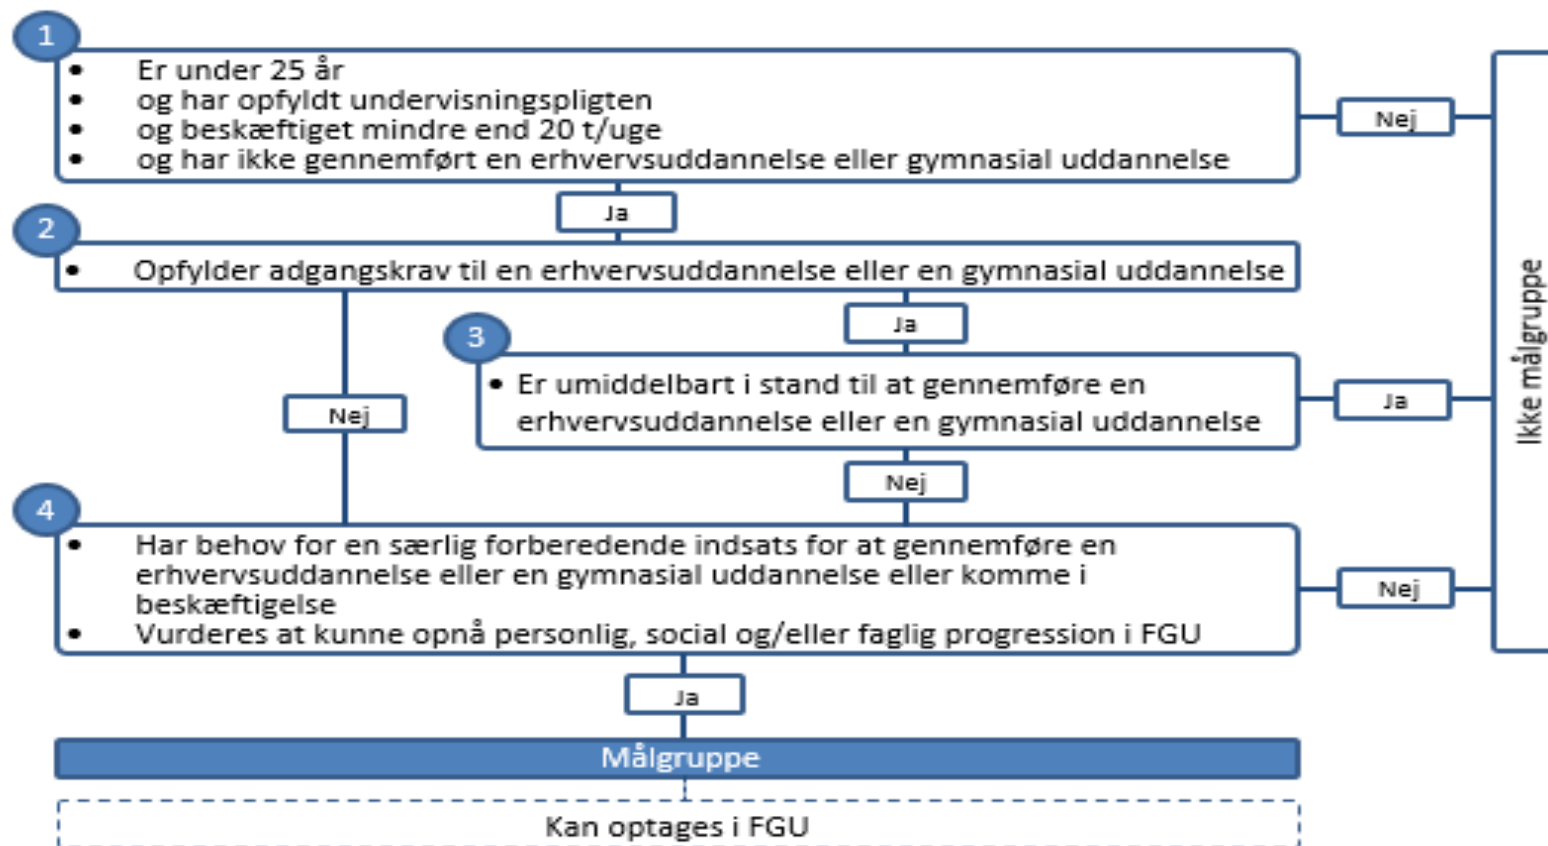 1
• Er under 25 år
• og har opfyldt undervisningspligten
• og beskæftiget mindre end 20 t/uge
• og har ikke gennemført en erhvervsuddannelse eller gymnasial uddannelse
Nej
Ja
2
• Opfylder adgangskrav til en erhvervsuddannelse eller en gymnasial uddannelse
Ja
3
• Er umiddelbart i stand til at gennemføre en
erhvervsuddannelse eller en gymnasial uddannelse
Ja
Nej
Nej
4
• Har behov for en særlig forberedende indsats for at gennemføre en
erhvervsuddannelse eller en gymnasial uddannelse eller komme i
beskæftigelse
• Vurderes at kunne opnå personlig, social og/eller faglig progression i FGU
Nej
Ikke målgruppe
Ja
Målgruppe
Kan optages i FGU